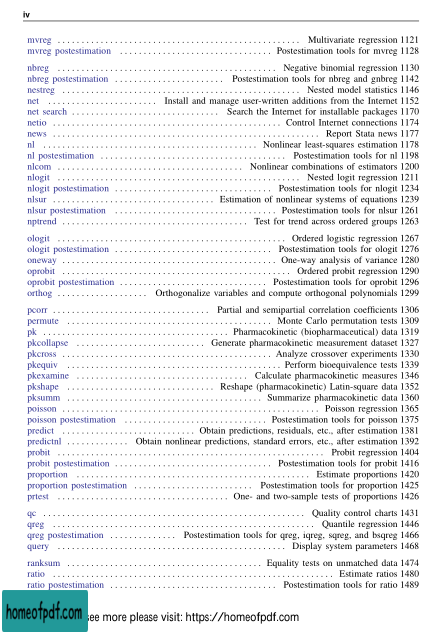 iv
mvreg . . . . . Multivariate regression 1121
mvreg postestimation . . . . . Postestimation tools for mvreg 1128
nbreg . . . . . Negative binomial regression 1130
nbreg postestimation . . . . . Postestimation tools for nbreg and gnbreg 1142
nestreg . . . . . Nested model statistics 1146
net . . . . . Install and manage user-written additions from the Internet 1152
net search . . . . . Search the Internet for installable packages 1170
netio . . . . . Control Internet connections 1174
news . . . . . Report Stata news 1177
nl . . . . . Nonlinear least-squares estimation 1178
nl postestimation . . . . . Postestimation tools for nl 1198
nlcom . . . . . Nonlinear combinations of estimators 1200
nlogit . . . . . Nested logit regression 1211
nlogit postestimation . . . . . Postestimation tools for nlogit 1234
nlsur . . . . . Estimation of nonlinear systems of equations 1239
nlsur postestimation . . . . . Postestimation tools for nlsur 1261
nptrend . . . . . Test for trend across ordered groups 1263
ologit . . . . . Ordered logistic regression 1267
ologit postestimation . . . . . Postestimation tools for ologit 1276
oneway . . . . . One-way analysis of variance 1280
oprobit . . . . . Ordered probit regression 1290
oprobit postestimation . . . . . Postestimation tools for oprobit 1296
orthog . . . . . Orthogonalize variables and compute orthogonal polynomials 1299
pcorr . . . . . Partial and semipartial correlation coefficients 1306
permute . . . . . Monte Carlo permutation tests 1309
pk . . . . . Pharmacokinetic (biopharmaceutical) data 1319
pkcollapse . . . . . Generate pharmacokinetic measurement dataset 1327
pkcross . . . . . Analyze crossover experiments 1330
pkequiv . . . . . Perform bioequivalence tests 1339
pkexamine . . . . . Calculate pharmacokinetic measures 1346
pkshape . . . . . Reshape (pharmacokinetic) Latin-square data 1352
pksumm . . . . . Summarize pharmacokinetic data 1360
poisson . . . . . Poisson regression 1365
poisson postestimation . . . . . Postestimation tools for poisson 1375
predict . . . . . Obtain predictions, residuals, etc., after estimation 1381
predictnl . . . . . Obtain nonlinear predictions, standard errors, etc., after estimation 1392
probit . . . . . Probit regression 1404
probit postestimation . . . . . Postestimation tools for probit 1416
proportion . . . . . Estimate proportions 1420
proportion postestimation . . . . . Postestimation tools for proportion 1425
prtest . . . . . One- and two-sample tests of proportions 1426
qc . . . . . Quality control charts 1431
qreg . . . . . Quantile regression 1446
qreg postestimation . . . . . Postestimation tools for qreg, iqreg, sqreg, and bsqreg 1466
query . . . . . Display system parameters 1468
ranksum . . . . . Equality tests on unmatched data 1474
ratio . . . . . Estimate ratios 1480
ratio postestimation . . . . . Postestimation tools for ratio 1489
homeofpdf.com
see more please visit: https://homeofpdf.com